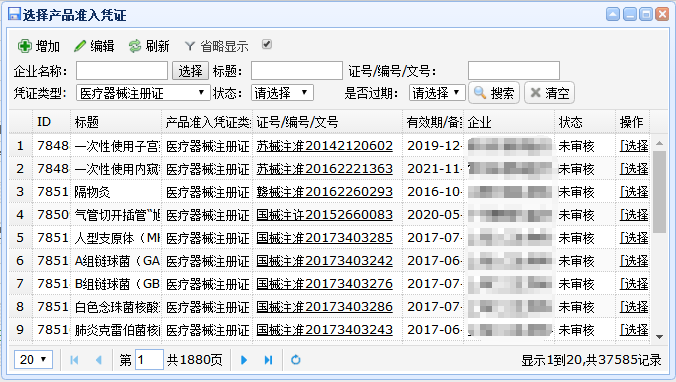 选择产品准入凭证
增加 编辑 刷新 省略显示
企业名称： 选择 标题： 证号/编号/文号：
凭证类型： 医疗器械注册证 状态： 请选择 是否过期： 请选择 搜索 清空
ID 标题 产品准入凭证类 证号/编号/文号 有效期/备 企业 状态 操作
1 7848 一次性使用子宫 医疗器械注册证 苏械注准20142120602 2019-12- 未审核 [选择
2 7848 一次性使用内窥 医疗器械注册证 苏械注准20162221363 2021-11- 未审核 [选择
3 7851 隔物灸 医疗器械注册证 赣械注准20162260293 2016-10- 未审核 [选择
4 7850 气管切开插管"旭 医疗器械注册证 国械注许20152660083 2020-05- 未审核 [选择
5 7851 人型支原体（MH 医疗器械注册证 国械注准20173403285 2017-07- 未审核 [选择
6 7851 A组链球菌（GA 医疗器械注册证 国械注准20173403242 2017-06- 未审核 [选择
7 7851 B组链球菌（GB 医疗器械注册证 国械注准20173403276 2017-07- 未审核 [选择
8 7851 白色念珠菌核酸 医疗器械注册证 国械注准20173403286 2017-07- 未审核 [选择
9 7851 肺炎克雷伯菌核 医疗器械注册证 国械注准20173403243 2017-06- 未审核 [选择
20 第 1 共1880页 显示1到20,共37585记录